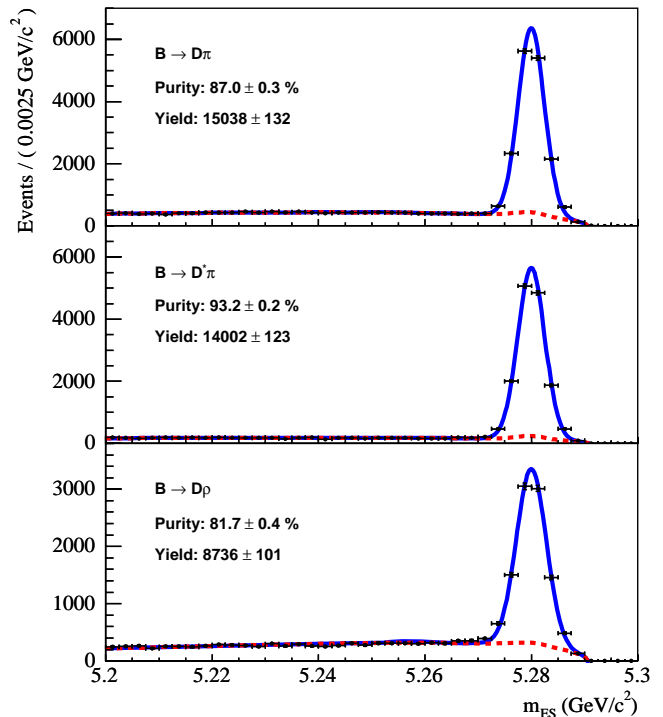 Events / ( 0.0025 GeV/c²)
6000
4000
2000
0
B → Dπ
Purity: 87.0 ± 0.3 %
Yield: 15038 ± 132
6000
4000
2000
0
B → D*π
Purity: 93.2 ± 0.2 %
Yield: 14002 ± 123
3000
2000
1000
0
B → Dρ
Purity: 81.7 ± 0.4 %
Yield: 8736 ± 101
5.2 5.22 5.24 5.26 5.28 5.3
m_ES (GeV/c²)